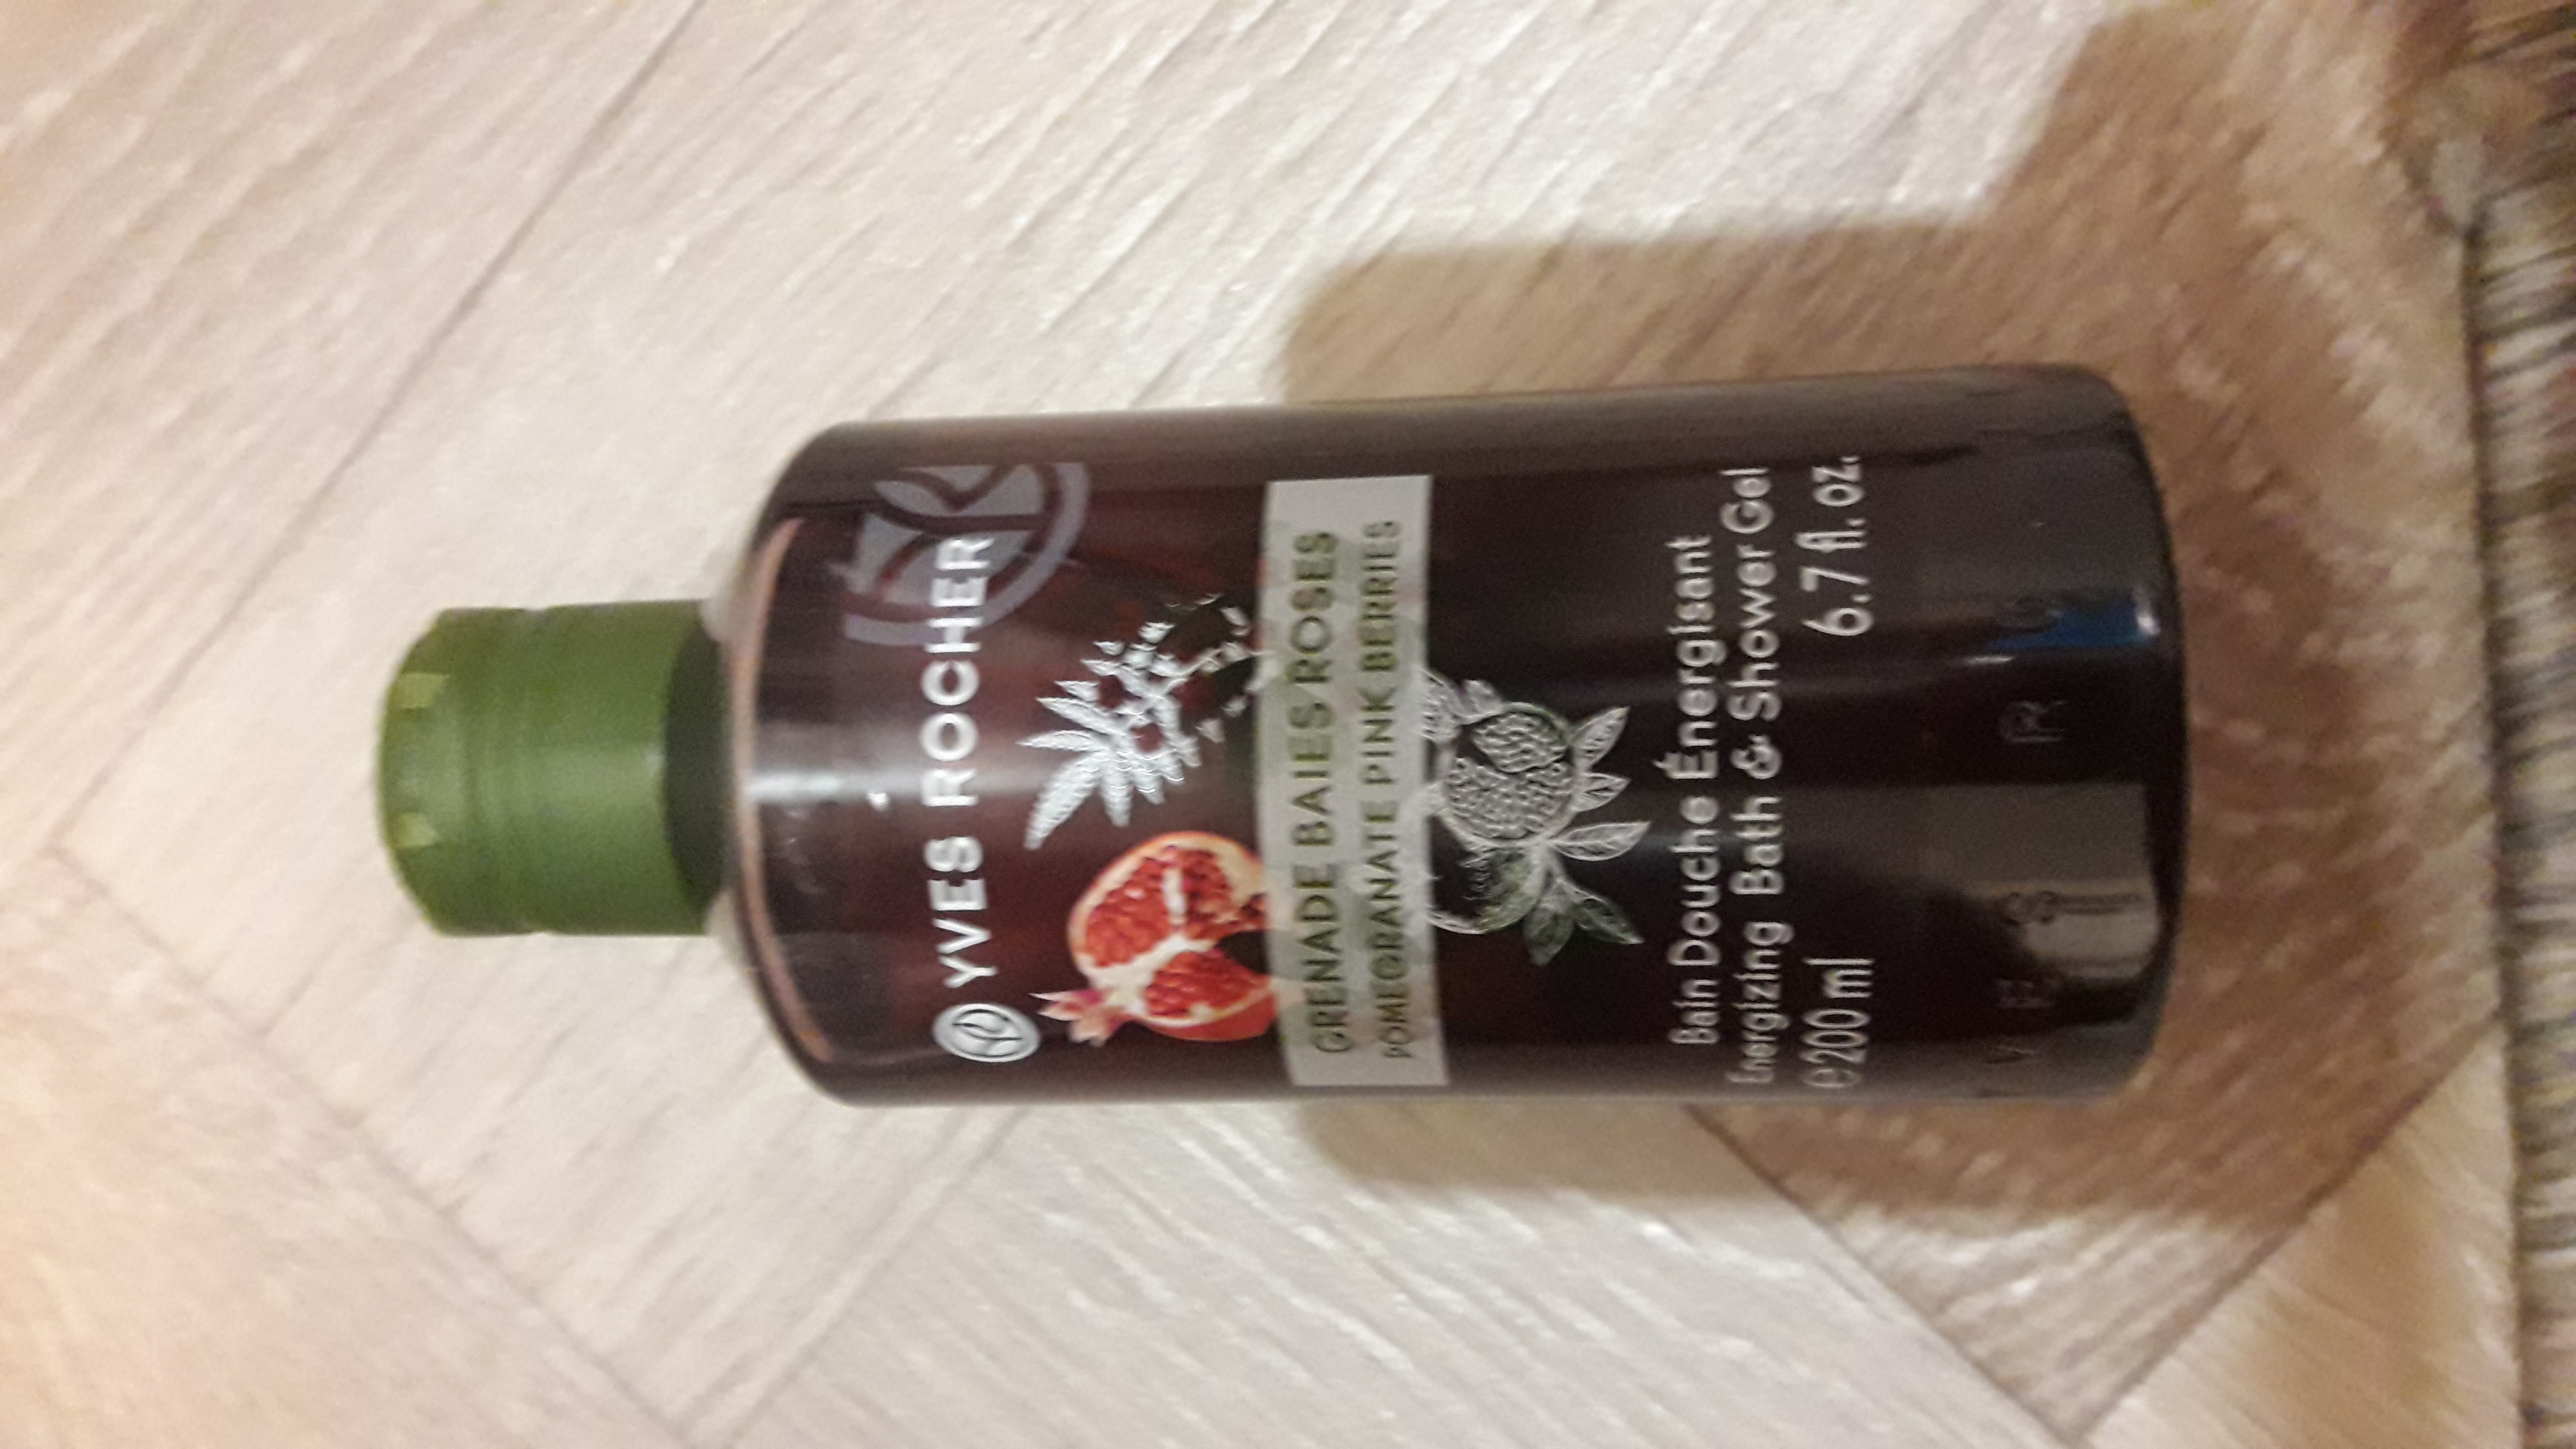 YVES ROCHER
GRENADE BAIES ROSES
POMEGRANATE PINK BERRIES
Bain Douche Énergisant
Energizing Bath & Shower Gel
℮ 200 ml 6.7 fl. oz.